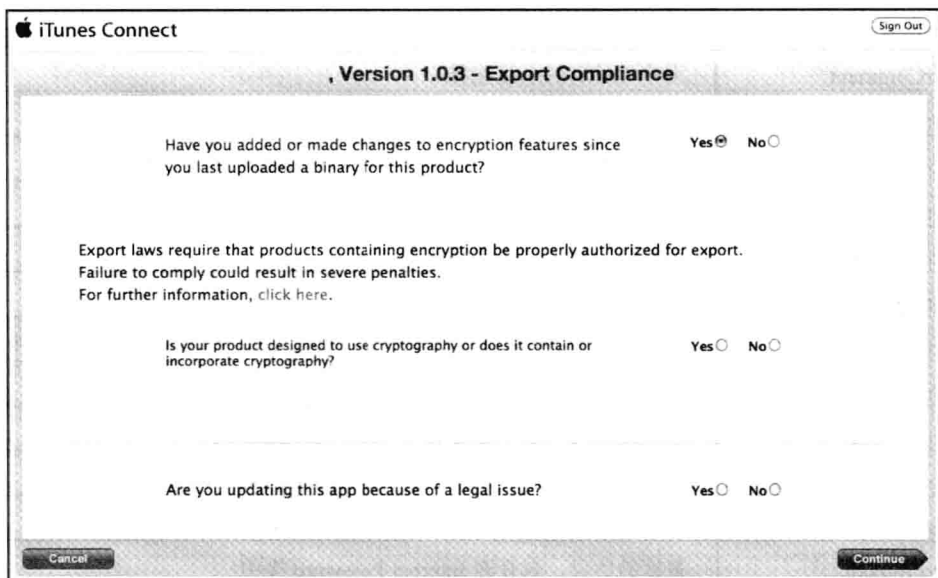 iTunes Connect
Sign Out
, Version 1.0.3 - Export Compliance
Have you added or made changes to encryption features since
you last uploaded a binary for this product?
Yes No
Export laws require that products containing encryption be properly authorized for export.
Failure to comply could result in severe penalties.
For further information, click here.
Is your product designed to use cryptography or does it contain or
incorporate cryptography?
Yes No
Are you updating this app because of a legal issue?
Yes No
Cancel
Continue